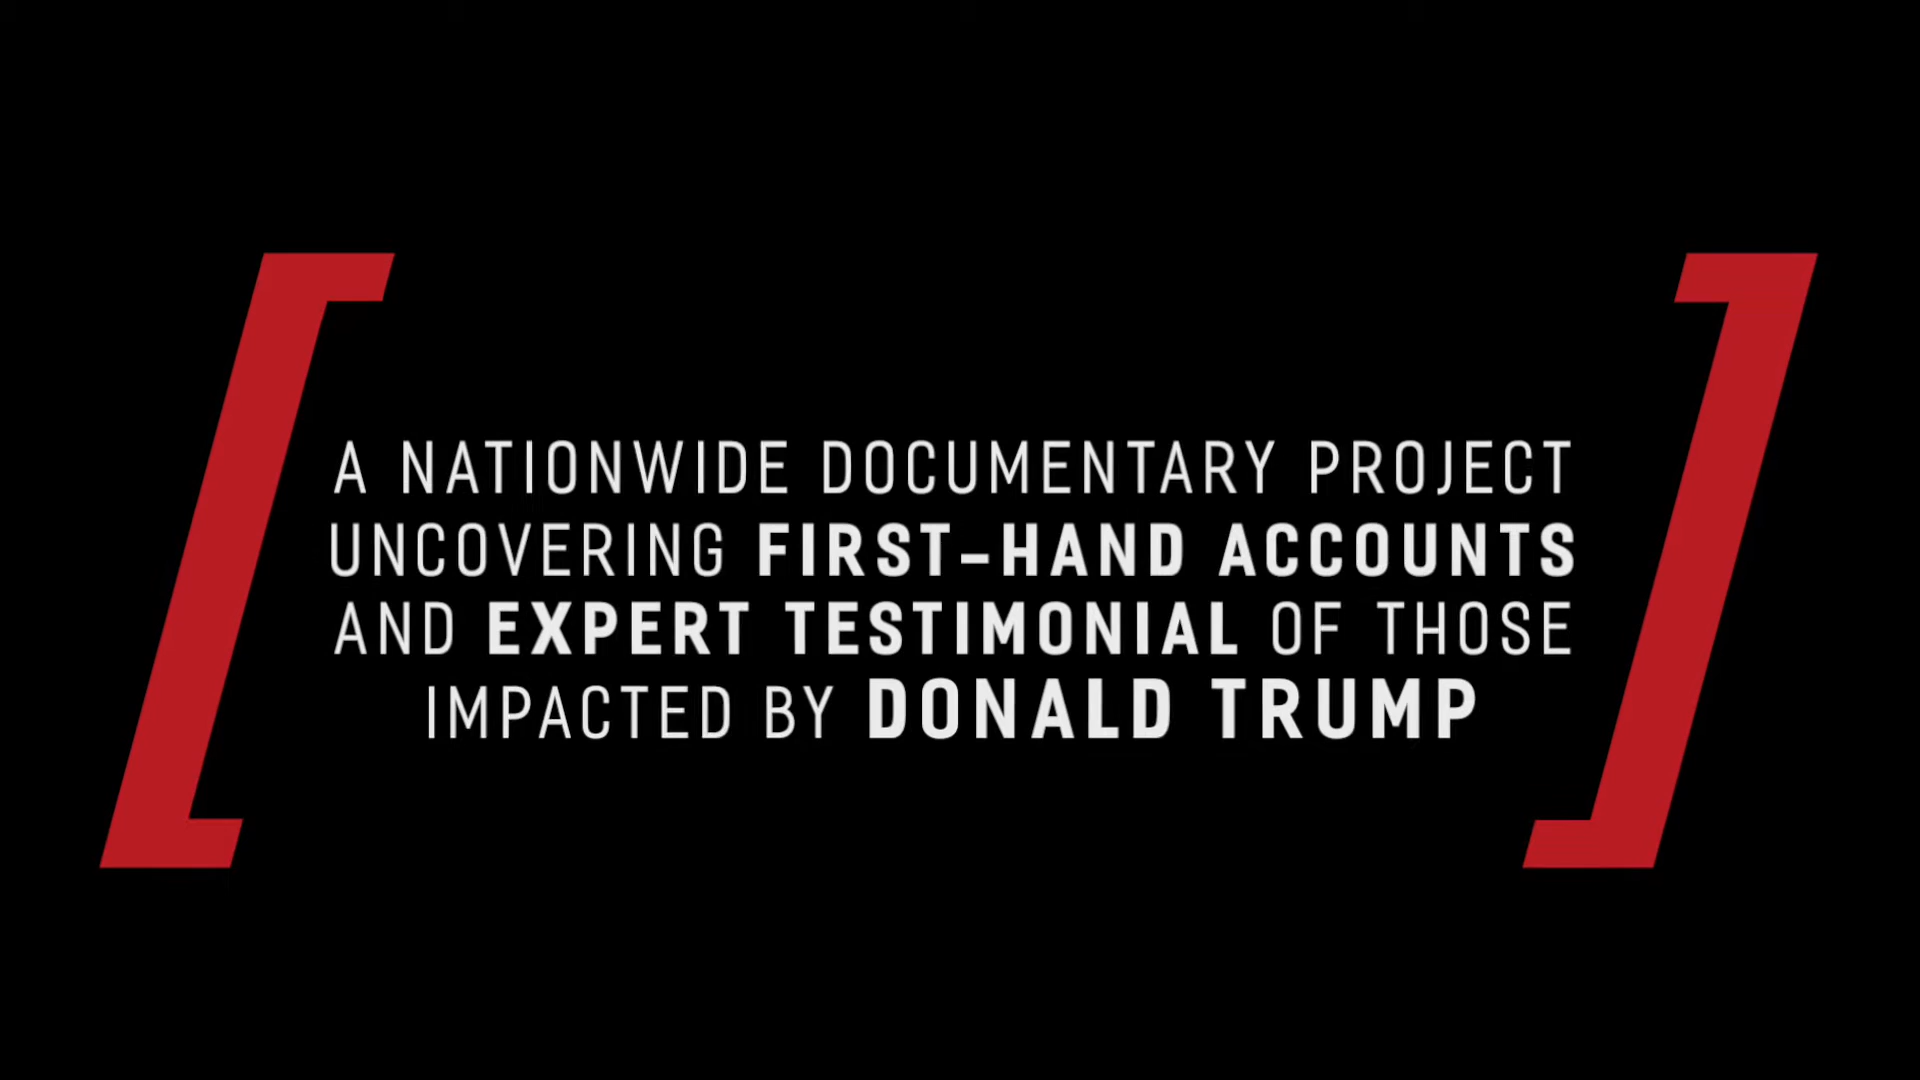 A NATIONWIDE DOCUMENTARY PROJECT
UNCOVERING FIRST-HAND ACCOUNTS
AND EXPERT TESTIMONIAL OF THOSE
IMPACTED BY DONALD TRUMP